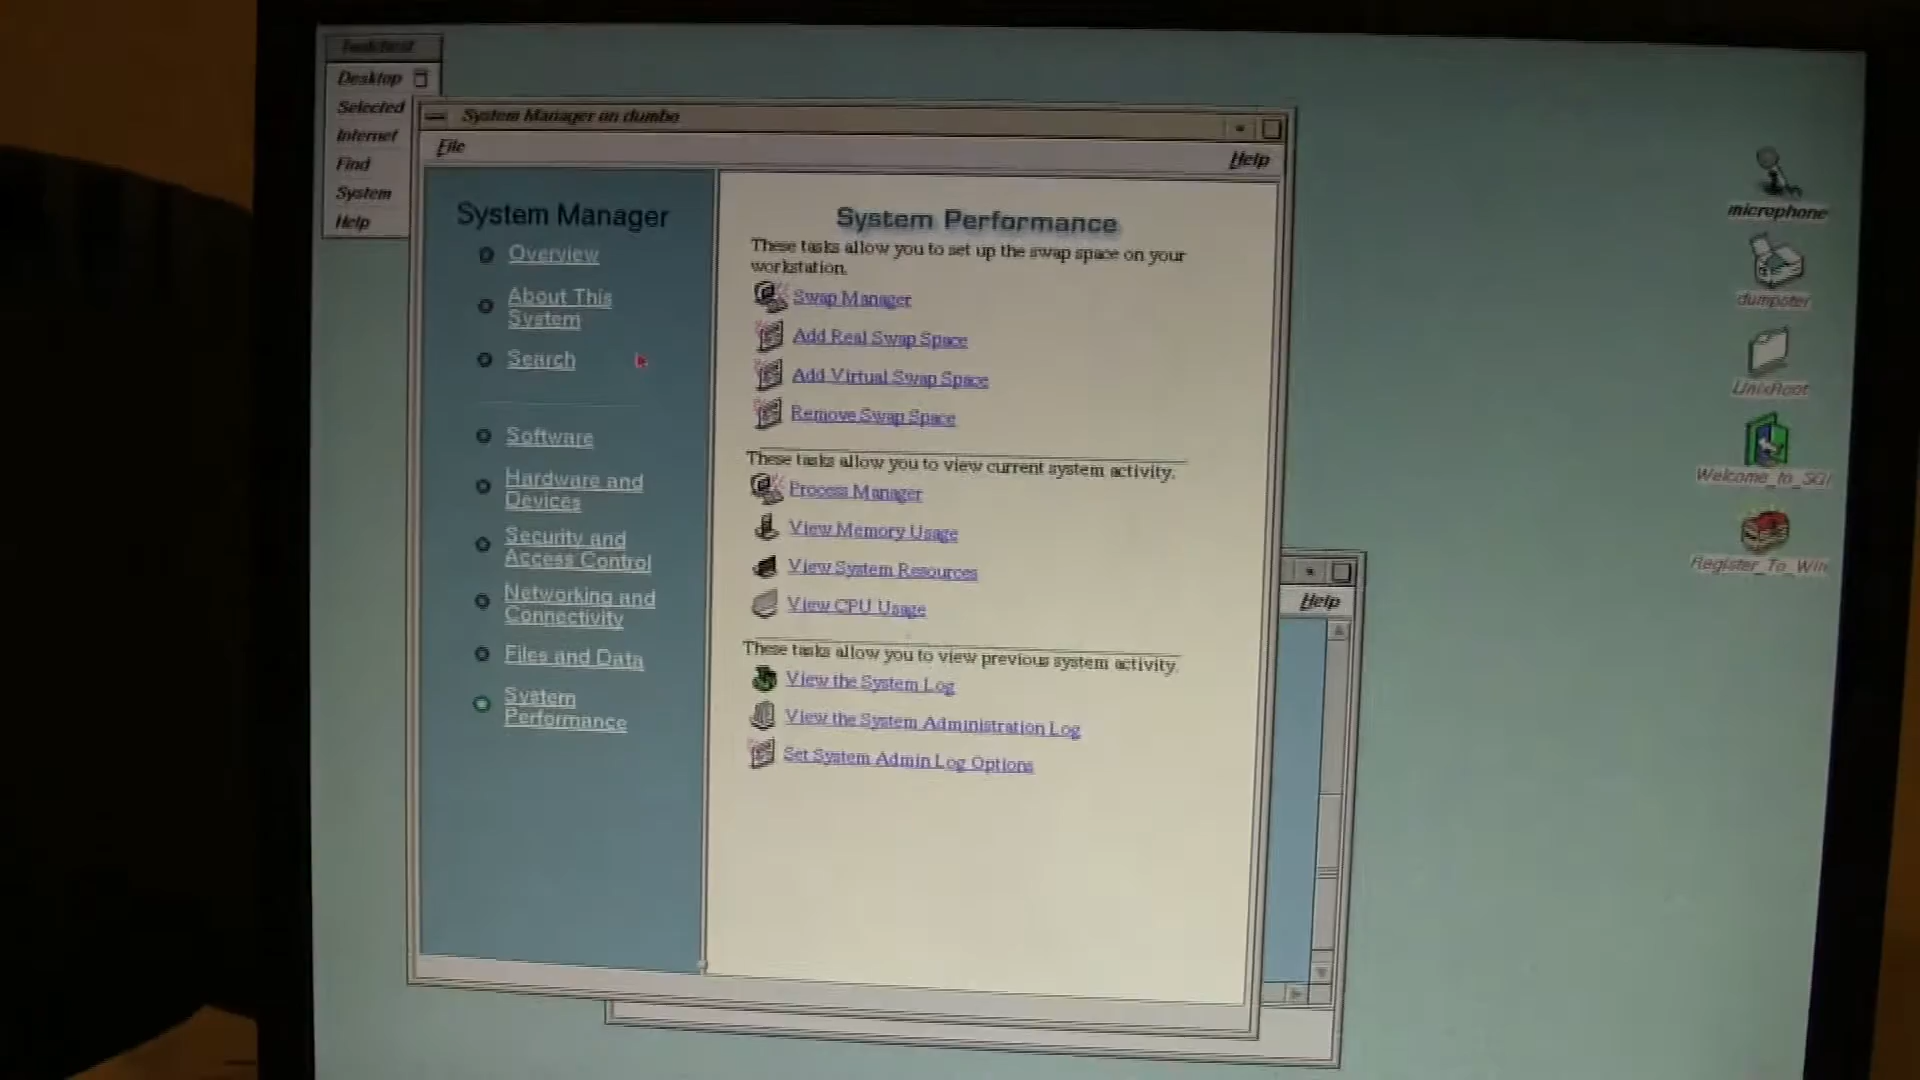 Toolchest
Desktop
Selected
Internet
Find
System
Help
System Manager on dumbo
File
Help
System Manager
Overview
About This
System
Search
Software
Hardware and
Devices
Security and
Access Control
Networking and
Connectivity
Files and Data
System
Performance
System Performance
These tasks allow you to set up the swap space on your
workstation.
Swap Manager
Add Real Swap Space
Add Virtual Swap Space
Remove Swap Space
These tasks allow you to view current system activity.
Process Manager
View Memory Usage
View System Resources
View CPU Usage
These tasks allow you to view previous system activity.
View the System Log
View the System Administration Log
Set System Admin Log Options
Help
microphone
dumpster
UnixRoot
Welcome_to_SGI
Register_To_Win